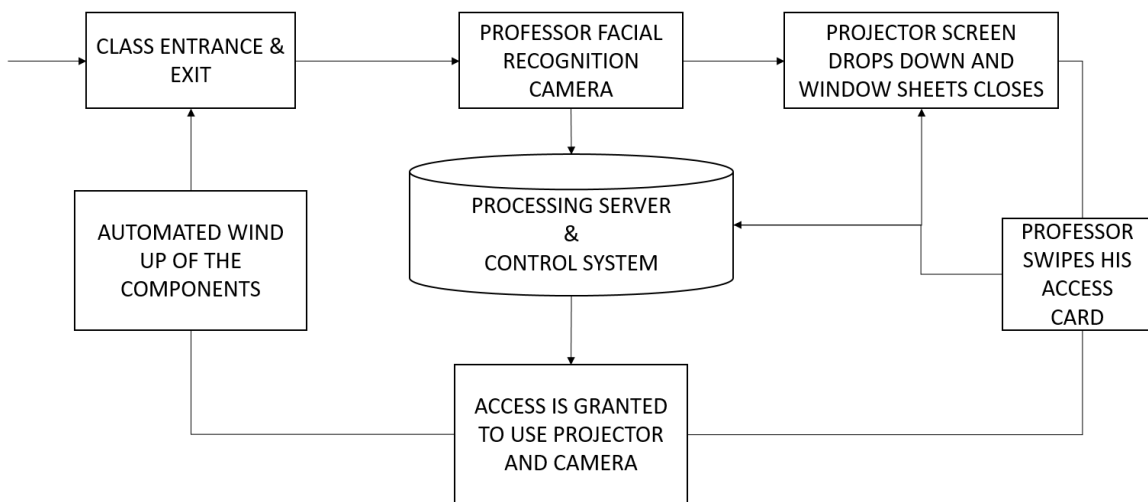 CLASS ENTRANCE &
EXIT
PROFESSOR FACIAL
RECOGNITION
CAMERA
PROJECTOR SCREEN
DROPS DOWN AND
WINDOW SHEETS CLOSES
AUTOMATED WIND
UP OF THE
COMPONENTS
PROCESSING SERVER
&
CONTROL SYSTEM
PROFESSOR
SWIPES HIS
ACCESS
CARD
ACCESS IS GRANTED
TO USE PROJECTOR
AND CAMERA